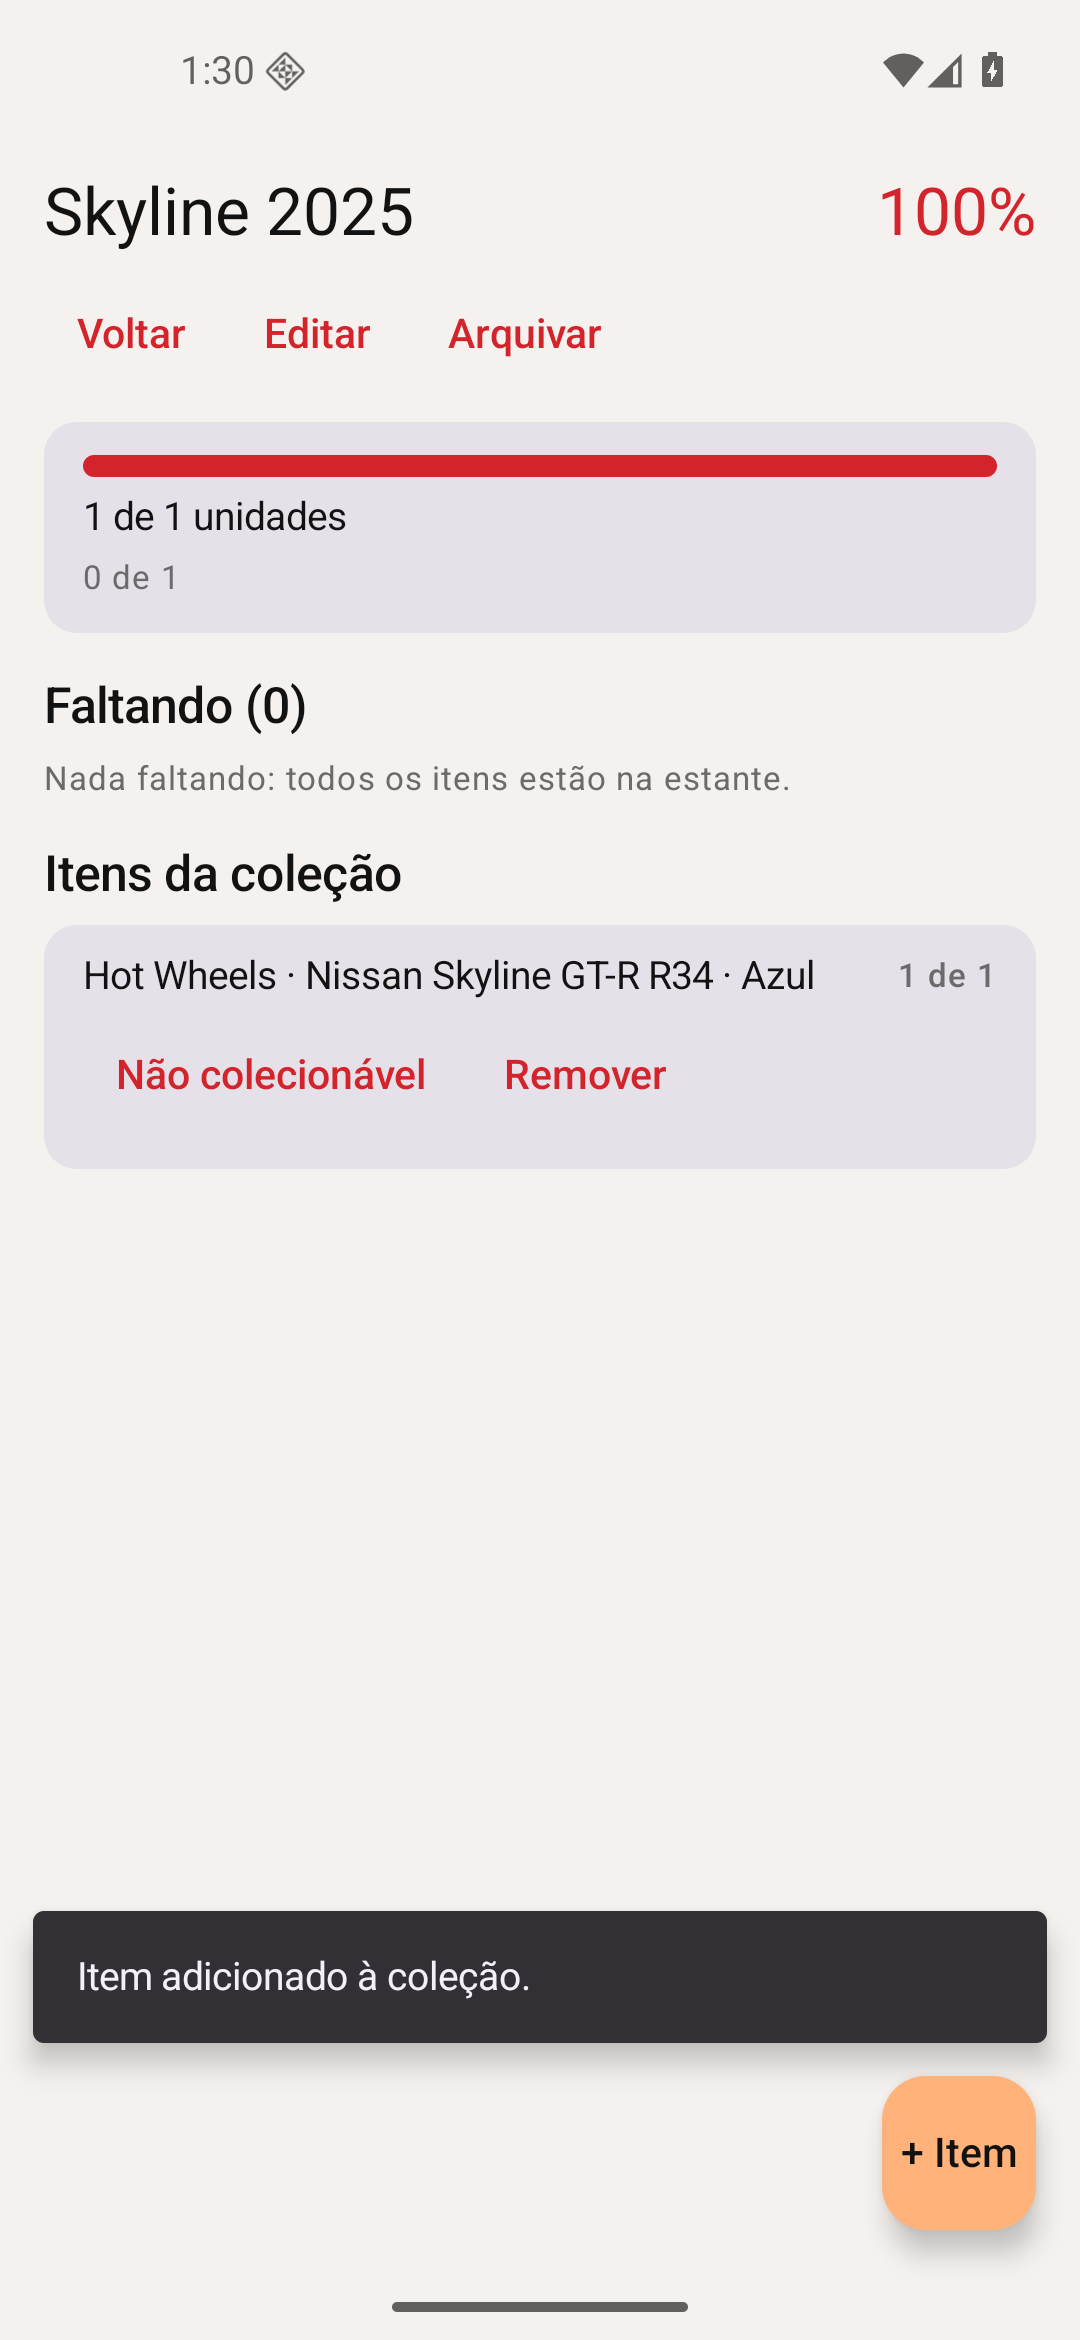 1:30
Skyline 2025
100%
Voltar
Editar
Arquivar
1 de 1 unidades
0 de 1
Faltando (0)
Nada faltando: todos os itens estão na estante.
Itens da coleção
Hot Wheels · Nissan Skyline GT-R R34 · Azul
1 de 1
Não colecionável
Remover
Item adicionado à coleção.
+ Item